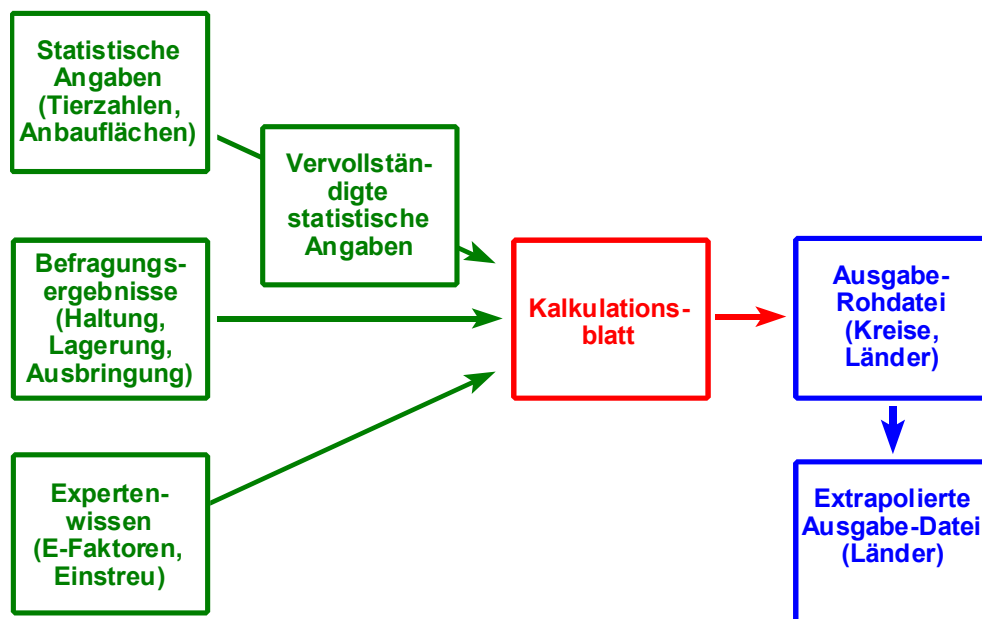 Statistische
Angaben
(Tierzahlen,
Anbauflächen)
Vervollstän-
digte
statistische
Angaben
Befragungs-
ergebnisse
(Haltung,
Lagerung,
Ausbringung)
Experten-
wissen
(E-Faktoren,
Einstreu)
Kalkulations-
blatt
Ausgabe-
Rohdatei
(Kreise,
Länder)
Extrapolierte
Ausgabe-Datei
(Länder)